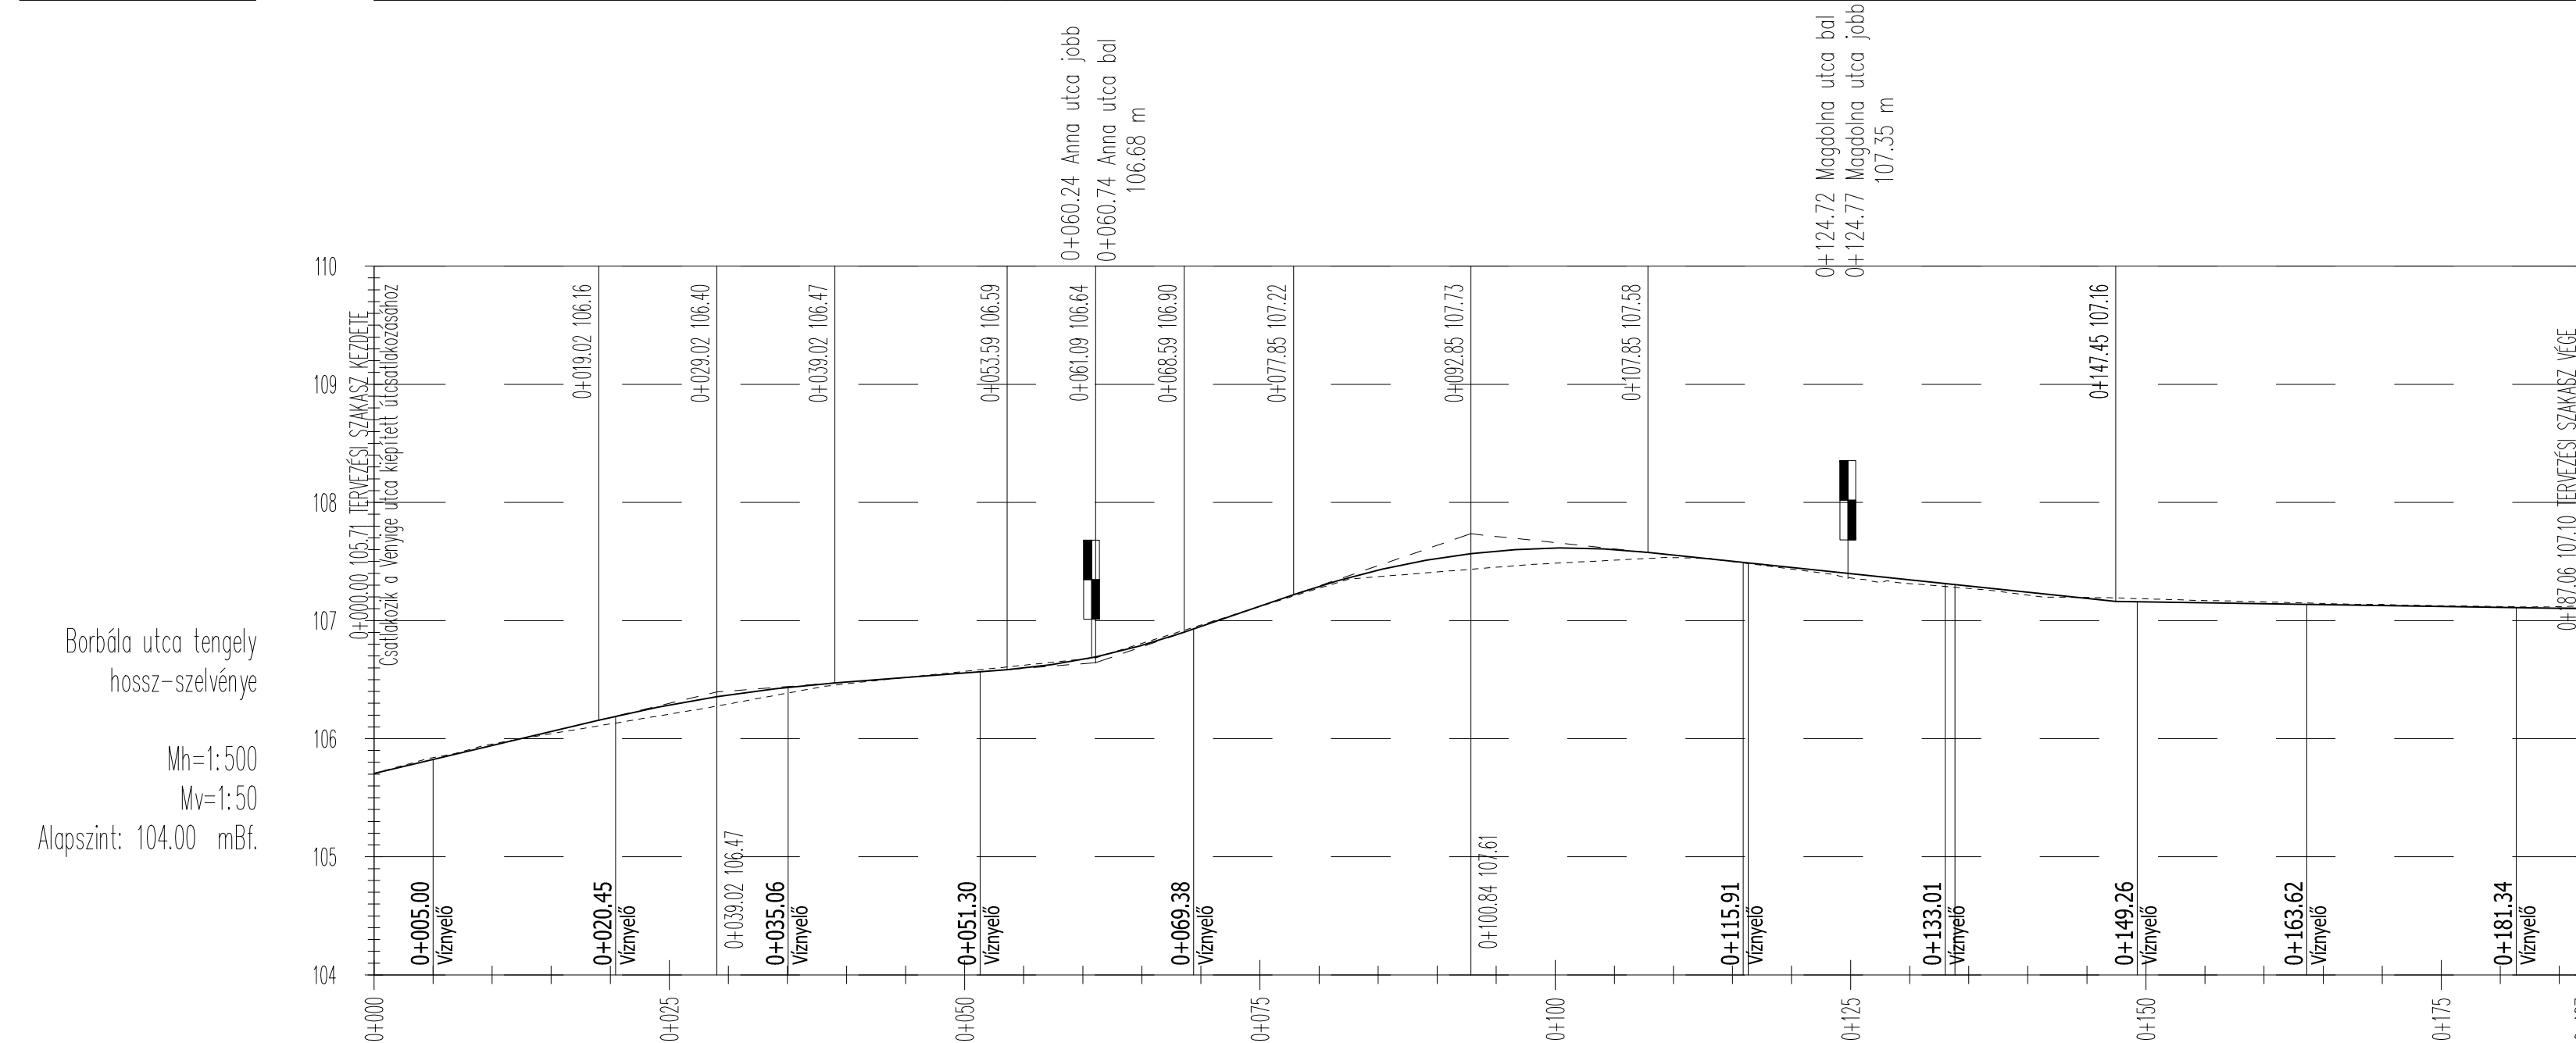 0+060.24 Anna utca jobb
0+060.74 Anna utca bal
106.68 m
0+124.72 Magdolna utca bal
0+124.77 Magdolna utca jobb
107.35 m
110
109
108
107
106
105
104
0+000.00 105.71 TERVEZÉSI SZAKASZ KEZDETE
Csatlakozik a Venyige utca kiépített útcsatlakozásához
0+019.02 106.16
0+029.02 106.40
0+039.02 106.47
0+053.59 106.59
0+061.09 106.64
0+068.59 106.90
0+077.85 107.22
0+092.85 107.73
0+107.85 107.58
0+147.45 107.16
0+187.06 107.10 TERVEZÉSI SZAKASZ VÉGE
Borbála utca tengely
hossz-szelvénye
Mh=1:500
Mv=1:50
Alapszint: 104.00 mBf.
0+005.00
Víznyelő
0+020.45
Víznyelő
0+039.02 106.47
0+035.06
Víznyelő
0+051.30
Víznyelő
0+069.38
Víznyelő
0+100.84 107.61
0+115.91
Víznyelő
0+133.01
Víznyelő
0+149.26
Víznyelő
0+163.62
Víznyelő
0+181.34
Víznyelő
0+000
0+025
0+050
0+075
0+100
0+125
0+150
0+175